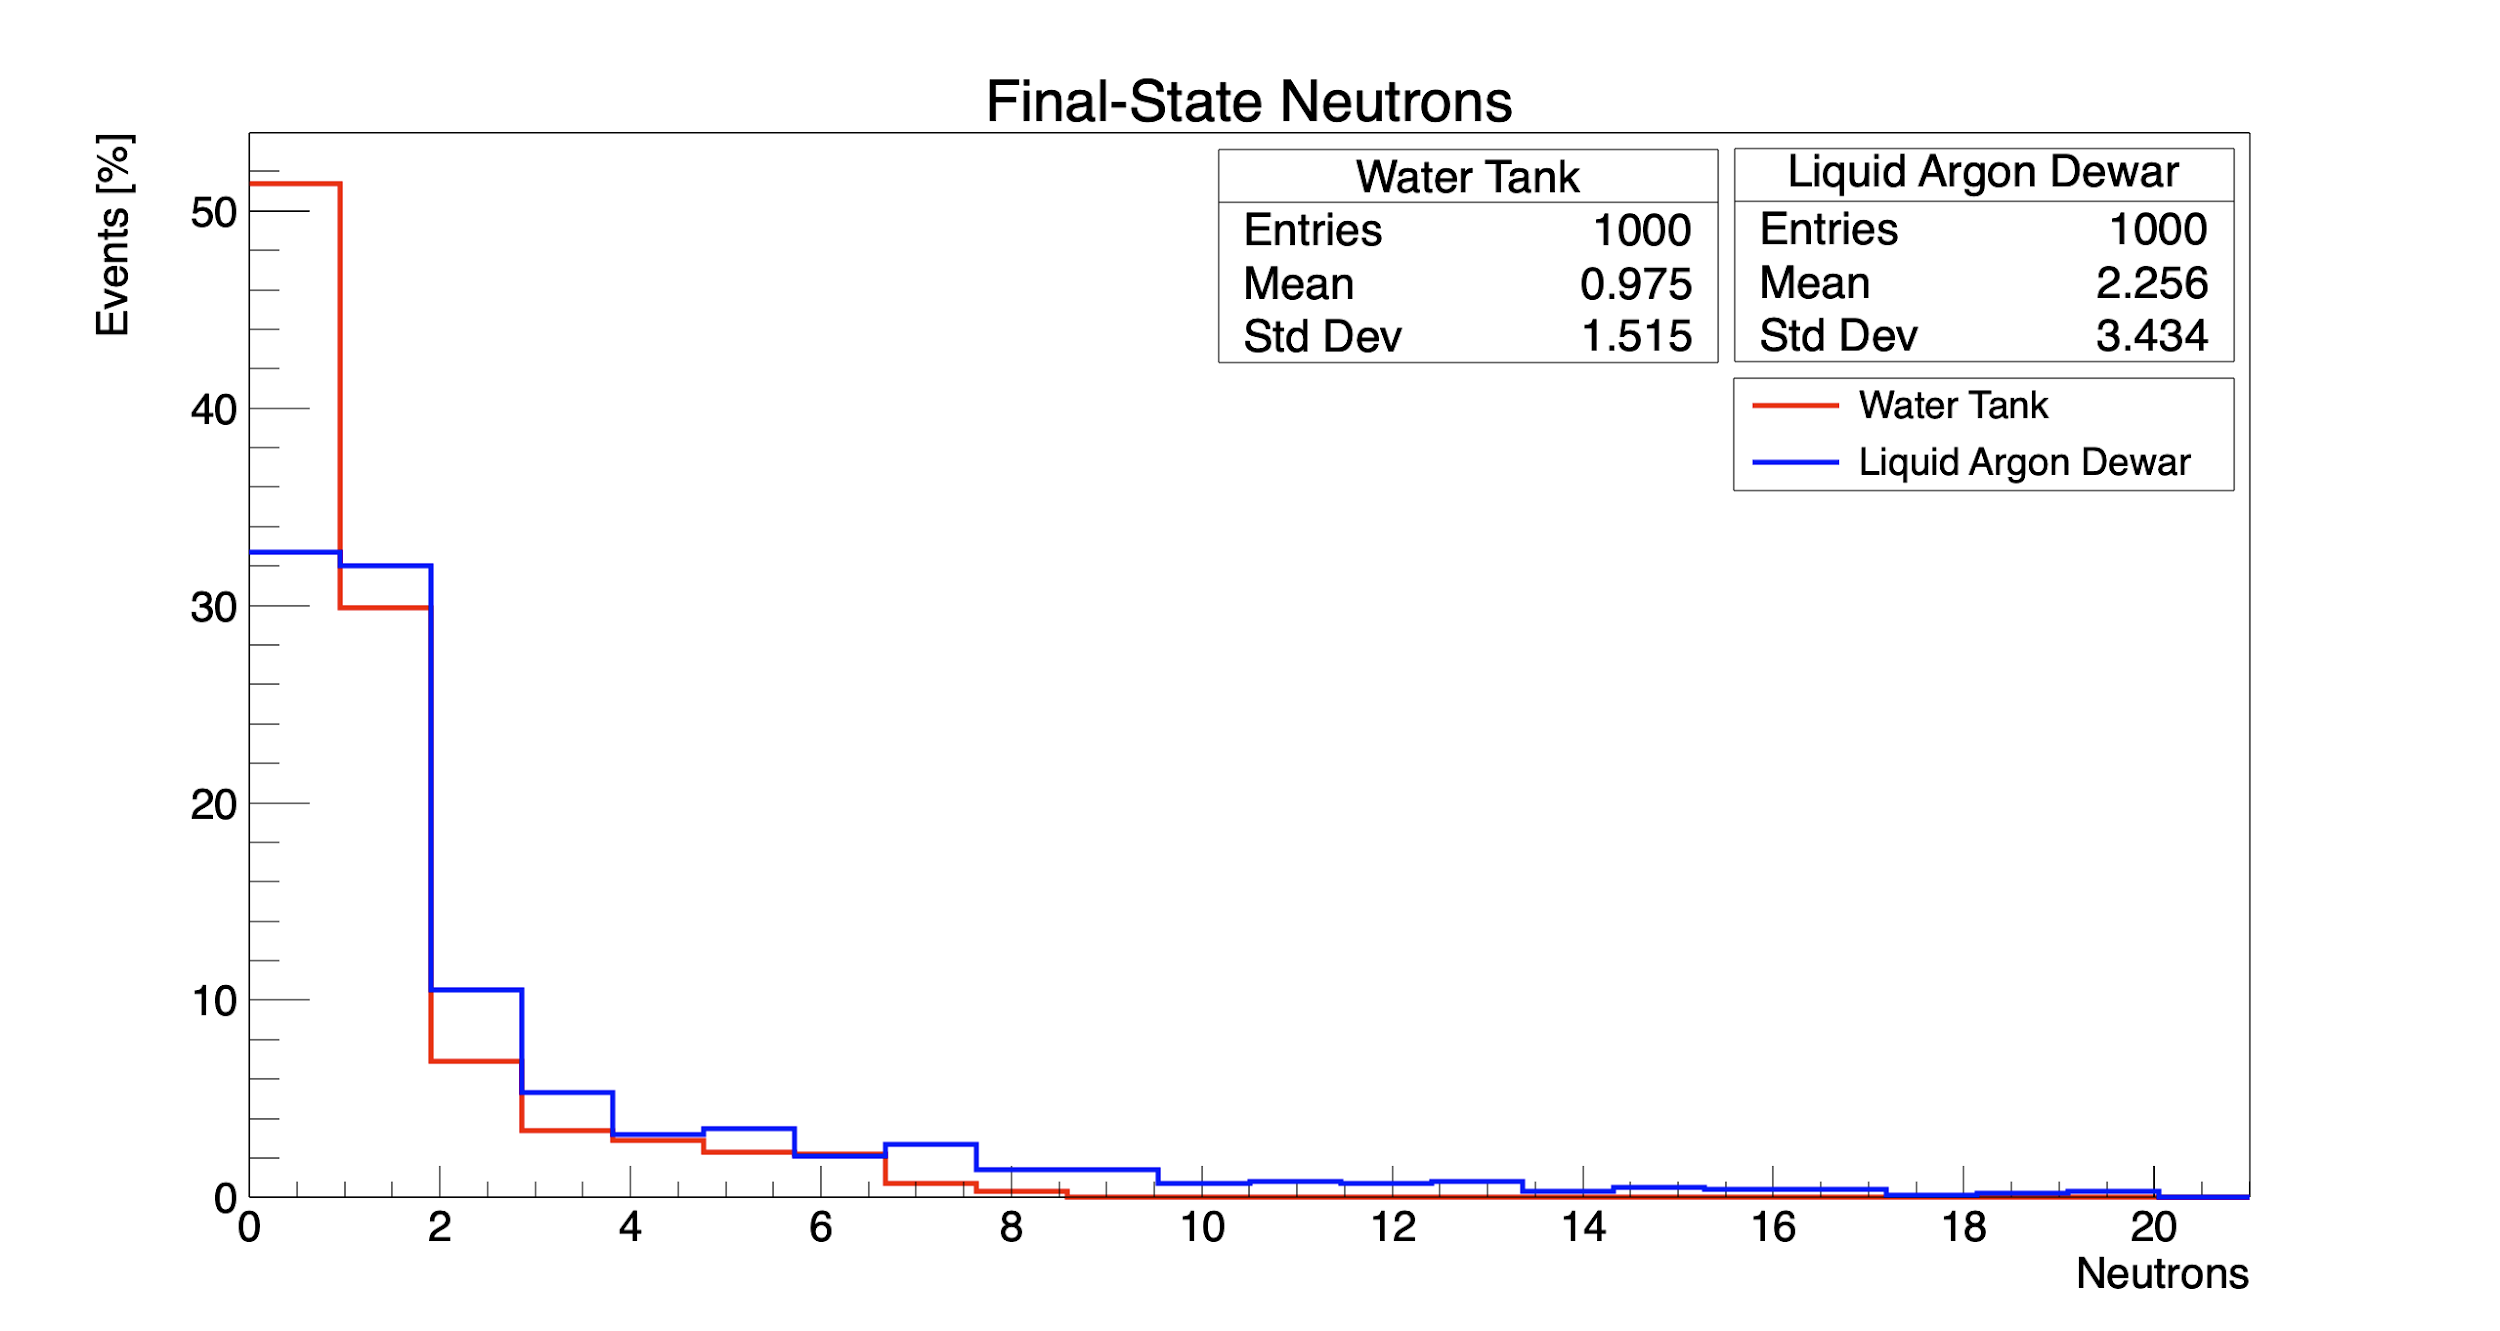 Final-State Neutrons
Events [%]
Water Tank
Entries 1000
Mean 0.975
Std Dev 1.515
Liquid Argon Dewar
Entries 1000
Mean 2.256
Std Dev 3.434
Water Tank
Liquid Argon Dewar
50
40
30
20
10
0
0 2 4 6 8 10 12 14 16 18 20
Neutrons